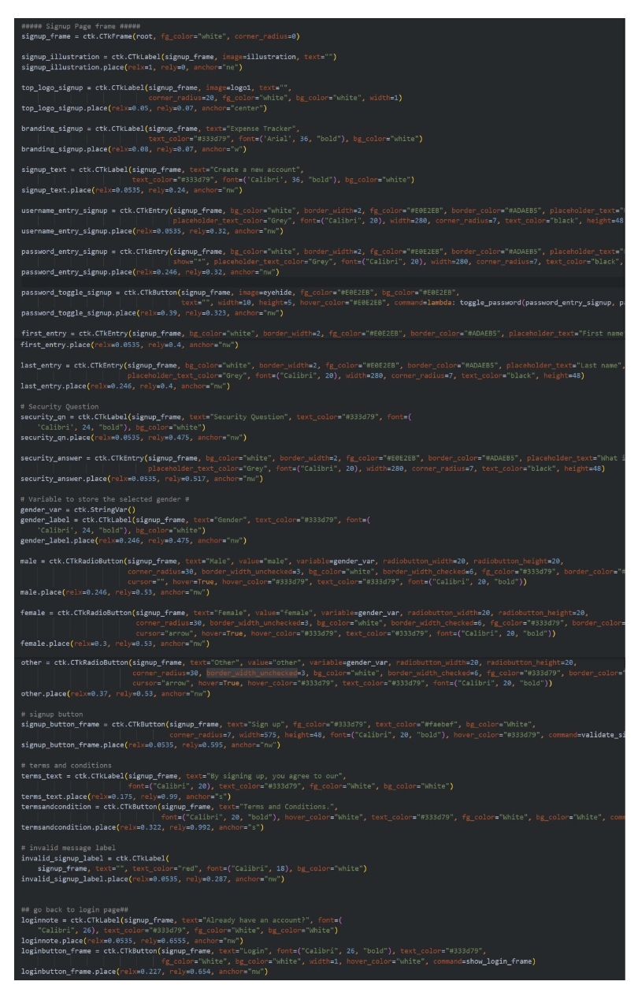 ##### Signup Page frame #####
signup_frame = ctk.CTkFrame(root, fg_color="white", corner_radius=0)
signup_illustration = ctk.CTkLabel(signup_frame, image=illustration, text="")
signup_illustration.place(relx=1, rely=0, anchor="ne")
top_logo_signup = ctk.CTkLabel(signup_frame, image=logo1, text="",
corner_radius=20, fg_color="white", bg_color="white", width=1)
top_logo_signup.place(relx=0.05, rely=0.07, anchor="center")
branding_signup = ctk.CTkLabel(signup_frame, text="Expense Tracker",
text_color="#333d79", font=('Arial', 36, "bold"), bg_color="white")
branding_signup.place(relx=0.08, rely=0.07, anchor="w")
signup_text = ctk.CTkLabel(signup_frame, text="Create a new account",
text_color="#333d79", font=('Calibri', 36, "bold"), bg_color="white")
signup_text.place(relx=0.0535, rely=0.24, anchor="nw")
username_entry_signup = ctk.CTkEntry(signup_frame, bg_color="white", border_width=2, fg_color="#E0E2EB", border_color="#ADAEB5", placeholder_text="
placeholder_text_color="Grey", font=("Calibri", 20), width=280, corner_radius=7, text_color="black", height=48
username_entry_signup.place(relx=0.0535, rely=0.32, anchor="nw")
password_entry_signup = ctk.CTkEntry(signup_frame, bg_color="white", border_width=2, fg_color="#E0E2EB", border_color="#ADAEB5", placeholder_text="
show="*", placeholder_text_color="Grey", font=("Calibri", 20), width=280, corner_radius=7, text_color="black",
password_entry_signup.place(relx=0.246, rely=0.32, anchor="nw")
password_toggle_signup = ctk.CTkButton(signup_frame, image=eyehide, fg_color="#E0E2EB", bg_color="#E0E2EB",
text="", width=10, height=5, hover_color="#E0E2EB", command=lambda: toggle_password(password_entry_signup, p
password_toggle_signup.place(relx=0.39, rely=0.323, anchor="nw")
first_entry = ctk.CTkEntry(signup_frame, bg_color="white", border_width=2, fg_color="#E0E2EB", border_color="#ADAEB5", placeholder_text="First name
first_entry.place(relx=0.0535, rely=0.4, anchor="nw")
last_entry = ctk.CTkEntry(signup_frame, bg_color="white", border_width=2, fg_color="#E0E2EB", border_color="#ADAEB5", placeholder_text="Last name",
placeholder_text_color="Grey", font=("Calibri", 20), width=280, corner_radius=7, text_color="black", height=48)
last_entry.place(relx=0.246, rely=0.4, anchor="nw")
# Security Question
security_qn = ctk.CTkLabel(signup_frame, text="Security Question", text_color="#333d79", font=(
'Calibri', 24, "bold"), bg_color="white")
security_qn.place(relx=0.0535, rely=0.475, anchor="nw")
security_answer = ctk.CTkEntry(signup_frame, bg_color="white", border_width=2, fg_color="#E0E2EB", border_color="#ADAEB5", placeholder_text="What i
placeholder_text_color="Grey", font=("Calibri", 20), width=280, corner_radius=7, text_color="black", height=48)
security_answer.place(relx=0.0535, rely=0.517, anchor="nw")
# Variable to store the selected gender #
gender_var = ctk.StringVar()
gender_label = ctk.CTkLabel(signup_frame, text="Gender", text_color="#333d79", font=(
'Calibri', 24, "bold"), bg_color="white")
gender_label.place(relx=0.246, rely=0.475, anchor="nw")
male = ctk.CTkRadioButton(signup_frame, text="Male", value="male", variable=gender_var, radiobutton_width=20, radiobutton_height=20,
corner_radius=30, border_width_unchecked=3, bg_color="white", border_width_checked=6, fg_color="#333d79", border_color="#
cursor="", hover=True, hover_color="#333d79", text_color="#333d79", font=("Calibri", 20, "bold"))
male.place(relx=0.246, rely=0.53, anchor="nw")
female = ctk.CTkRadioButton(signup_frame, text="Female", value="female", variable=gender_var, radiobutton_width=20, radiobutton_height=20,
corner_radius=30, border_width_unchecked=3, bg_color="white", border_width_checked=6, fg_color="#333d79", border_color=
cursor="arrow", hover=True, hover_color="#333d79", text_color="#333d79", font=("Calibri", 20, "bold"))
female.place(relx=0.3, rely=0.53, anchor="nw")
other = ctk.CTkRadioButton(signup_frame, text="Other", value="other", variable=gender_var, radiobutton_width=20, radiobutton_height=20,
corner_radius=30, border_width_unchecked=3, bg_color="white", border_width_checked=6, fg_color="#333d79", border_color="
cursor="arrow", hover=True, hover_color="#333d79", text_color="#333d79", font=("Calibri", 20, "bold"))
other.place(relx=0.37, rely=0.53, anchor="nw")
# signup button
signup_button_frame = ctk.CTkButton(signup_frame, text="Sign up", fg_color="#333d79", text_color="#faebef", bg_color="White",
corner_radius=7, width=575, height=48, font=("Calibri", 20, "bold"), hover_color="#333d79", command=validate_si
signup_button_frame.place(relx=0.0535, rely=0.595, anchor="nw")
# terms and conditions
terms_text = ctk.CTkLabel(signup_frame, text="By signing up, you agree to our",
font=("Calibri", 20), text_color="#333d79", fg_color="White", bg_color="White")
terms_text.place(relx=0.175, rely=0.99, anchor="s")
termsandcondition = ctk.CTkButton(signup_frame, text="Terms and Conditions.",
font=("Calibri", 20, "bold"), hover_color="White", text_color="#333d79", fg_color="White", bg_color="White", com
termsandcondition.place(relx=0.322, rely=0.992, anchor="s")
# invalid message label
invalid_signup_label = ctk.CTkLabel(
signup_frame, text="", text_color="red", font=("Calibri", 18), bg_color="white")
invalid_signup_label.place(relx=0.0535, rely=0.287, anchor="nw")
## go back to login page##
loginnote = ctk.CTkLabel(signup_frame, text="Already have an account?", font=(
"Calibri", 26), text_color="#333d79", fg_color="White", bg_color="White")
loginnote.place(relx=0.0535, rely=0.6555, anchor="nw")
loginbutton_frame = ctk.CTkButton(signup_frame, text="Login", font=("Calibri", 26, "bold"), text_color="#333d79",
fg_color="White", bg_color="white", width=1, hover_color="white", command=show_login_frame)
loginbutton_frame.place(relx=0.227, rely=0.654, anchor="nw")